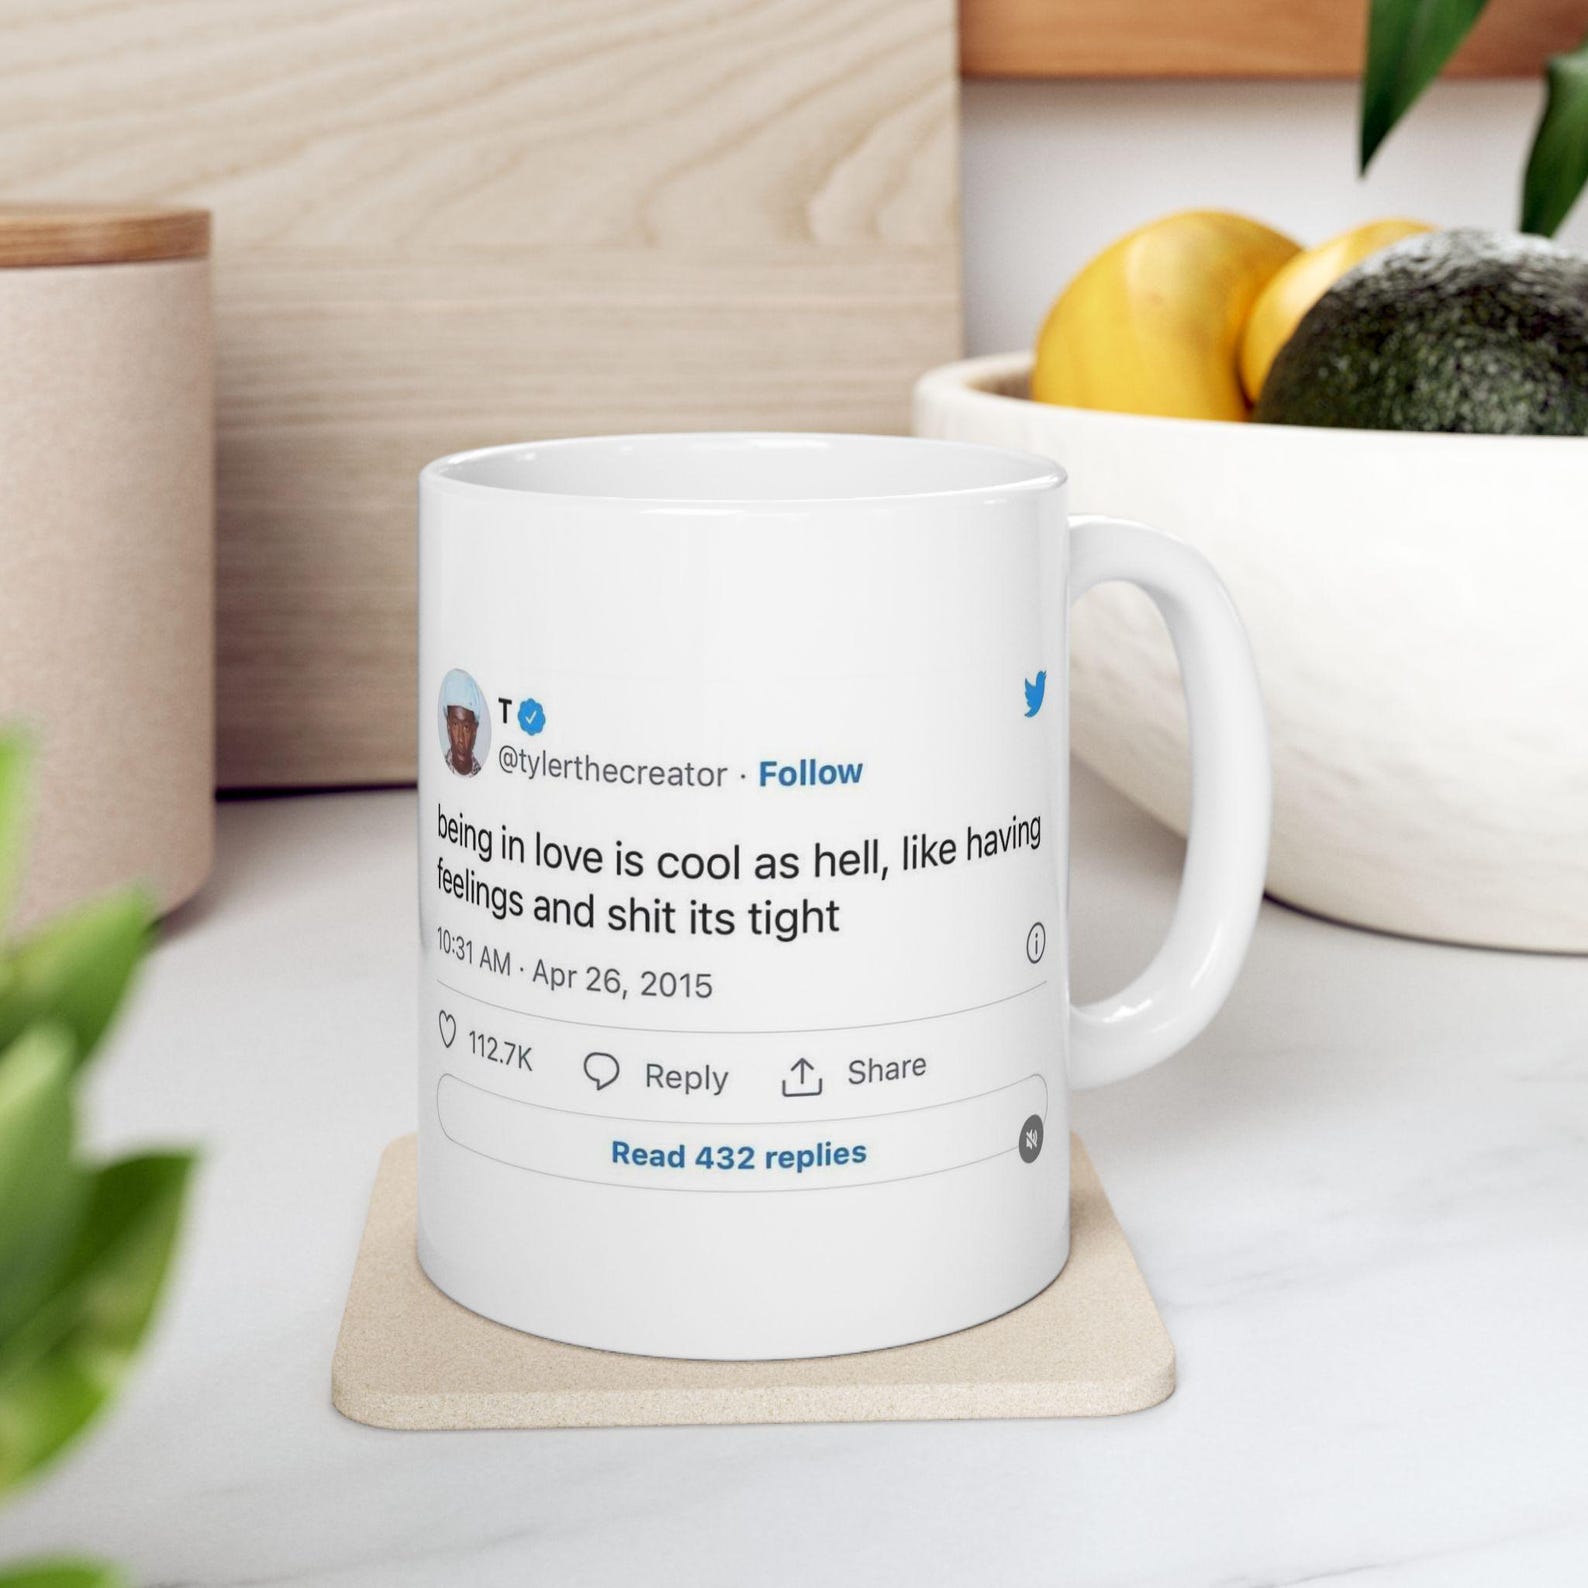 T
@tylerthecreator · Follow
being in love is cool as hell, like having
feelings and shit its tight
10:31 AM · Apr 26, 2015
112.7K Reply Share
Read 432 replies